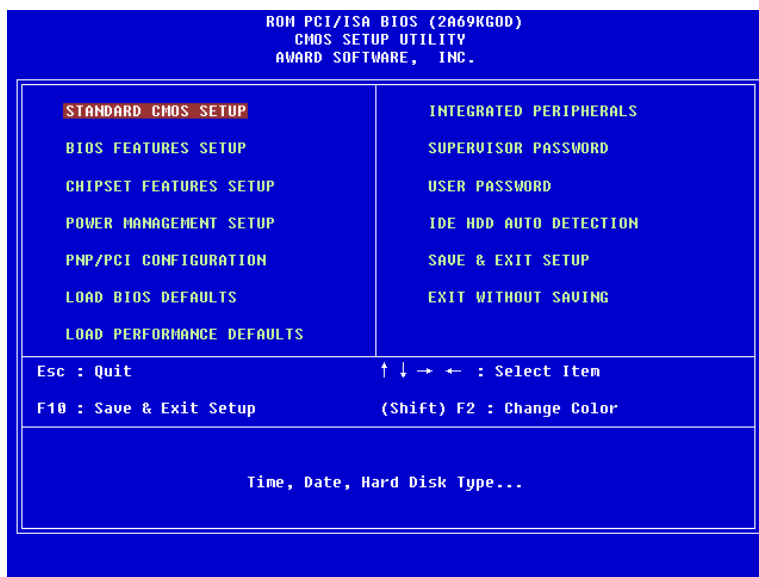 ROM PCI/ISA BIOS (2A69KGOD)
CMOS SETUP UTILITY
AWARD SOFTWARE, INC.
STANDARD CMOS SETUP
BIOS FEATURES SETUP
CHIPSET FEATURES SETUP
POWER MANAGEMENT SETUP
PNP/PCI CONFIGURATION
LOAD BIOS DEFAULTS
LOAD PERFORMANCE DEFAULTS
INTEGRATED PERIPHERALS
SUPERVISOR PASSWORD
USER PASSWORD
IDE HDD AUTO DETECTION
SAVE & EXIT SETUP
EXIT WITHOUT SAVING
Esc : Quit
↑ ↓ → ← : Select Item
F10 : Save & Exit Setup
(Shift) F2 : Change Color
Time, Date, Hard Disk Type...